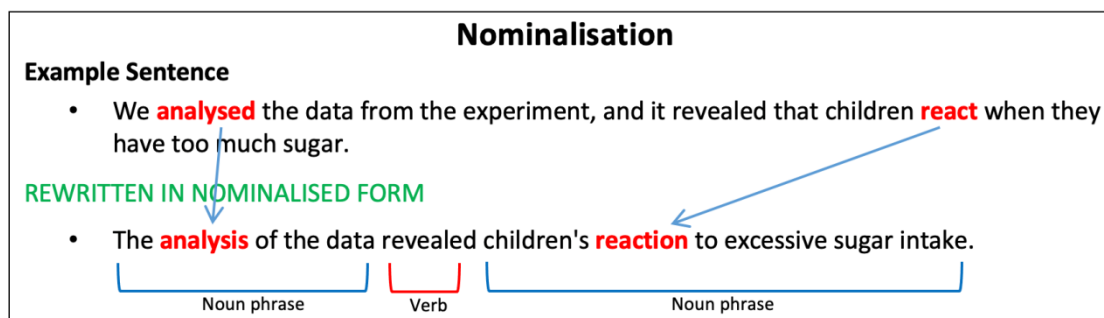 Nominalisation
Example Sentence
• We analysed the data from the experiment, and it revealed that children react when they
have too much sugar.
REWRITTEN IN NOMINALISED FORM
• The analysis of the data revealed children's reaction to excessive sugar intake.
Noun phrase Verb Noun phrase